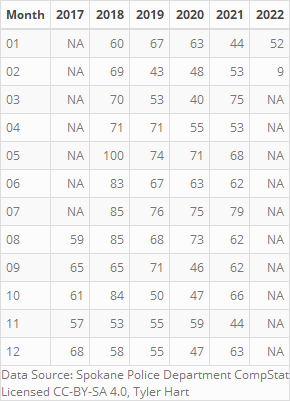 Month 2017 2018 2019 2020 2021 2022
01 NA 60 67 63 44 52
02 NA 69 43 48 53 9
03 NA 70 53 40 75 NA
04 NA 71 71 55 53 NA
05 NA 100 74 71 68 NA
06 NA 83 67 63 62 NA
07 NA 85 76 75 79 NA
08 59 85 68 73 62 NA
09 65 65 71 46 62 NA
10 61 84 50 47 66 NA
11 57 53 55 59 44 NA
12 68 58 55 47 63 NA
Data Source: Spokane Police Department CompStat
Licensed CC-BY-SA 4.0, Tyler Hart